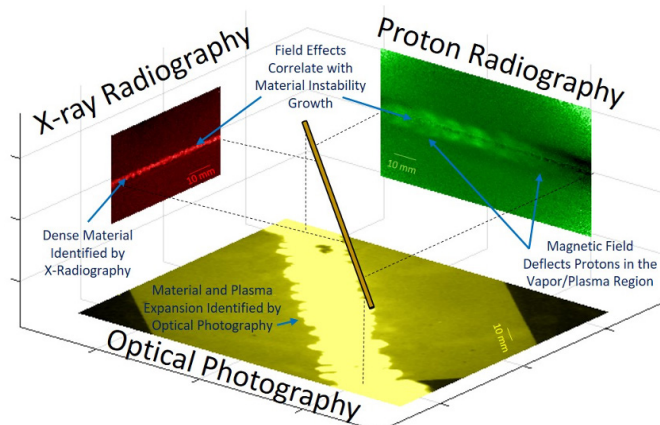 X-ray Radiography
Field Effects
Correlate with
Material Instability
Growth
Proton Radiography
10 mm
10 mm
Dense Material
Identified by
X-Radiography
Magnetic Field
Deflects Protons in the
Vapor/Plasma Region
Material and Plasma
Expansion Identified by
Optical Photography
10 mm
Optical Photography